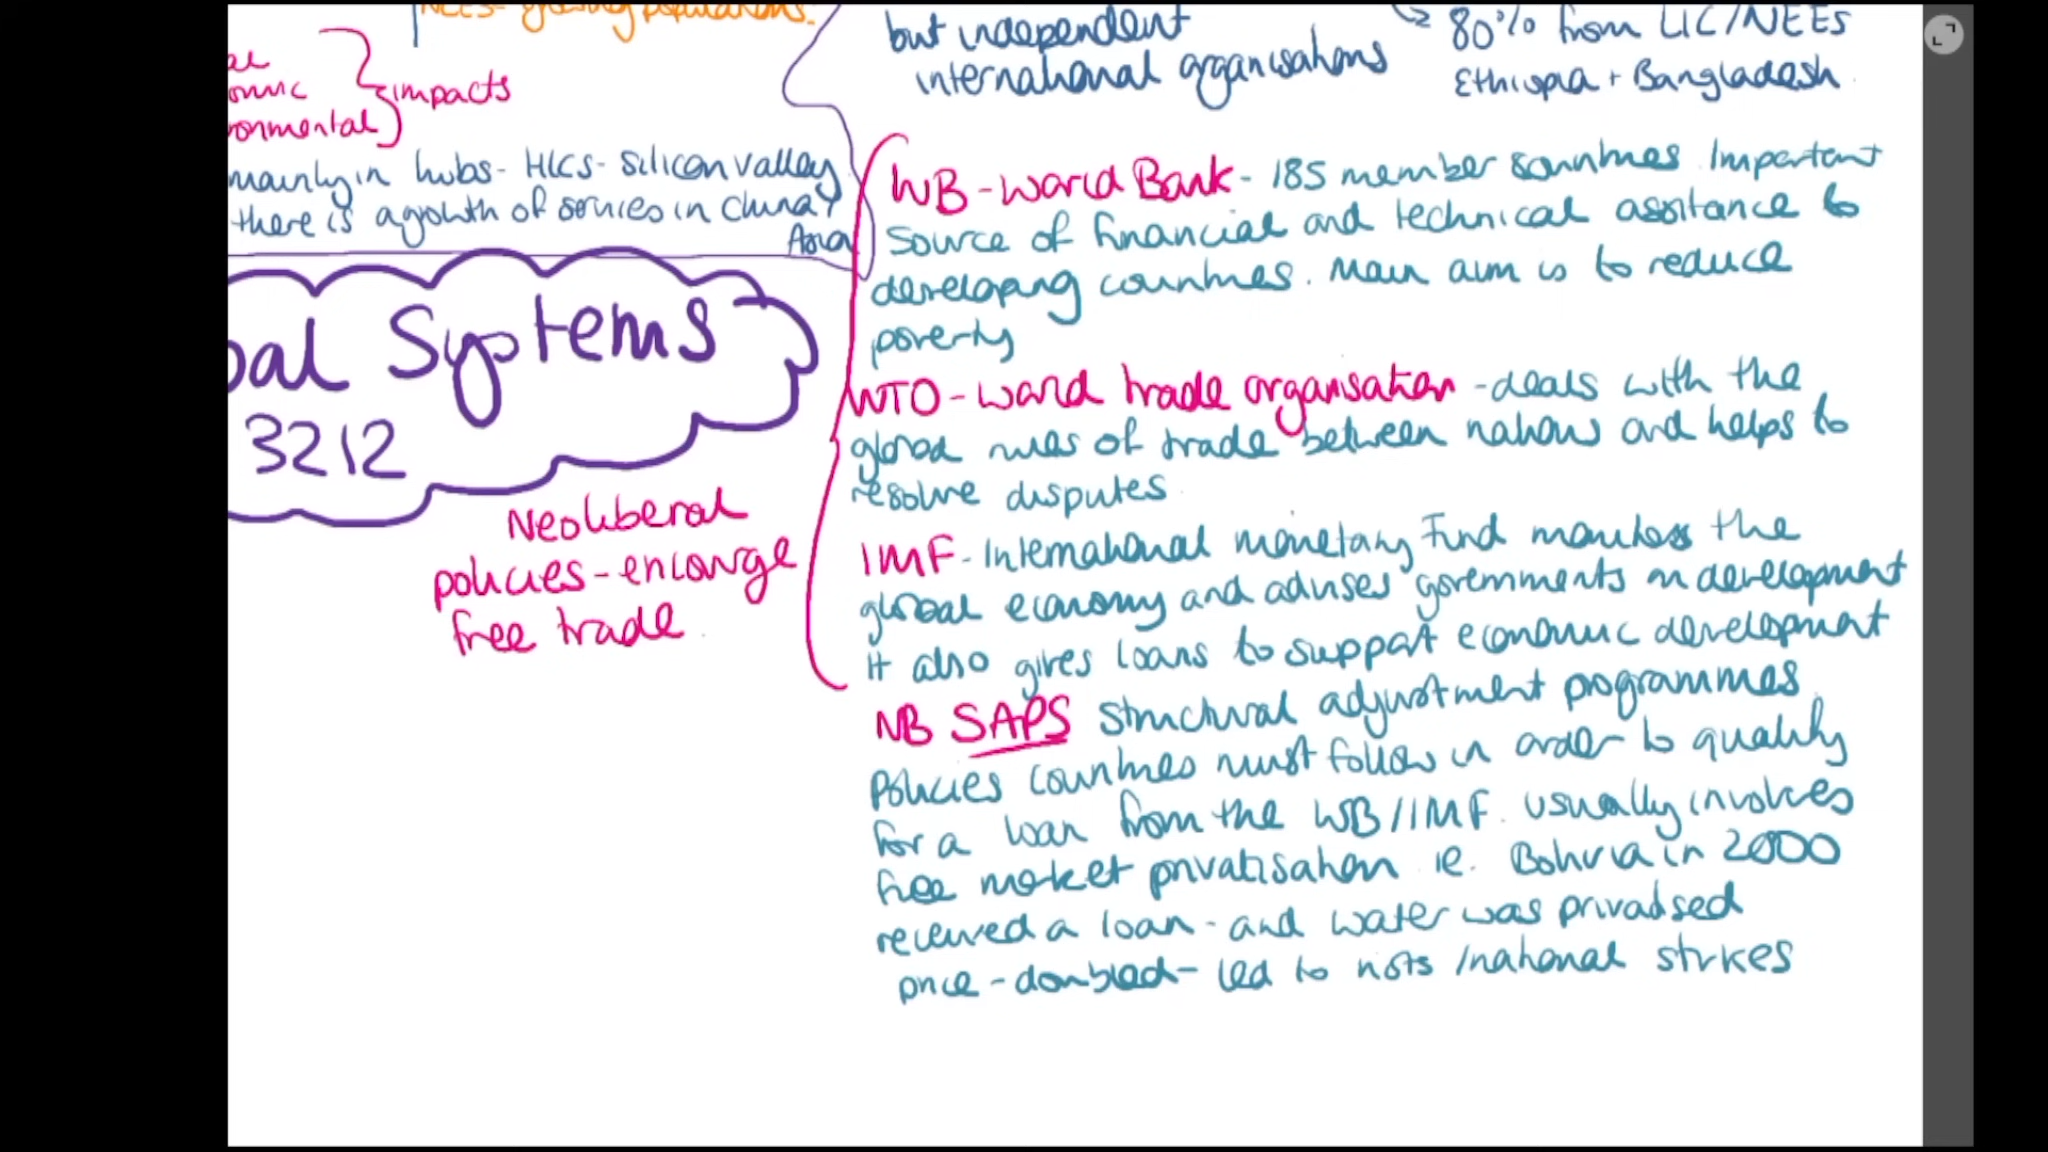 NEES- growing populations.
onmental
impacts
mainly in hubs - HICs - Silicon valley
there is a growth of services in China/
Asia
bal Systems
3212
Neoliberal
policies - encourge
free trade
but independent
international organisations
80% from LIC/NEEs
Ethiopia + Bangladesh
WB - World Bank - 185 member countries. Important
source of financial and technical assitance to
developing countries. Main aim is to reduce
poverty
WTO - World trade organisation - deals with the
global rules of trade between nations and helps to
resolve disputes
IMF - International monetary Fund monitors the
global economy and advises governments on development
It also gives loans to support economic development
NB SAPS structural adjustment programmes
Policies countries must follow in order to qualify
for a loan from the WB/IMF. usually involves
free market privatisation ie. Bolivia in 2000
received a loan - and water was privatised
price - doubled - led to riots/national strikes